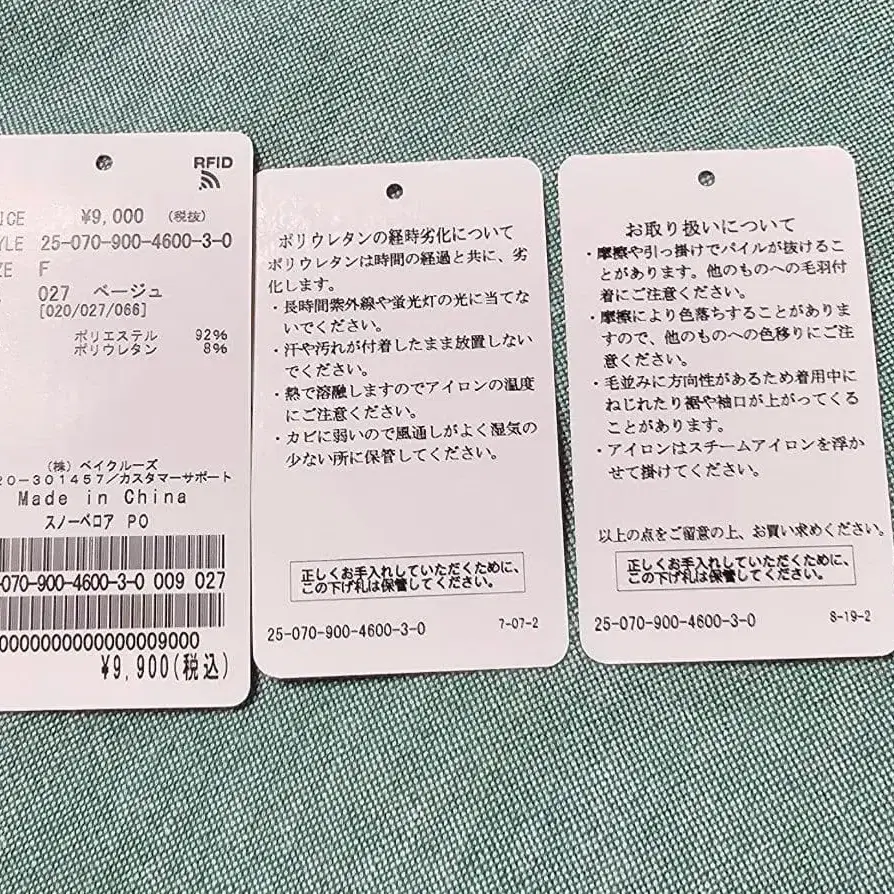 RFID
ICE ¥9,000 (税抜)
YLE 25-070-900-4600-3-0
ZE F
027 ベージュ
[020/027/066]
ポリエステル 92%
ポリウレタン 8%
(株)ベイクルーズ
20-301457/カスタマーサポート
Made in China
スノーベロア PO
-070-900-4600-3-0 009 027
0000000000000009000
¥9,900(税込)
ポリウレタンの経時劣化について
ポリウレタンは時間の経過と共に、劣
化します。
・長時間紫外線や蛍光灯の光に当てな
いでください。
・汗や汚れが付着したまま放置しない
でください。
・熱で溶融しますのでアイロンの温度
にご注意ください。
・カビに弱いので風通しがよく湿気の
少ない所に保管してください。
正しくお手入れしていただくために、
この下げ札は保管してください。
25-070-900-4600-3-0 7-07-2
お取り扱いについて
・摩擦や引っ掛けでパイルが抜けるこ
とがあります。他のものへの毛羽付
着にご注意ください。
・摩擦により色落ちすることがありま
すので、他のものへの色移りにご注
意ください。
・毛並みに方向性があるため着用中に
ねじれたり裾や袖口が上がってくる
ことがあります。
・アイロンはスチームアイロンを浮か
せて掛けてください。
以上の点をご留意の上、お買い求めください。
正しくお手入れしていただくために、
この下げ札は保管してください。
25-070-900-4600-3-0 8-19-2